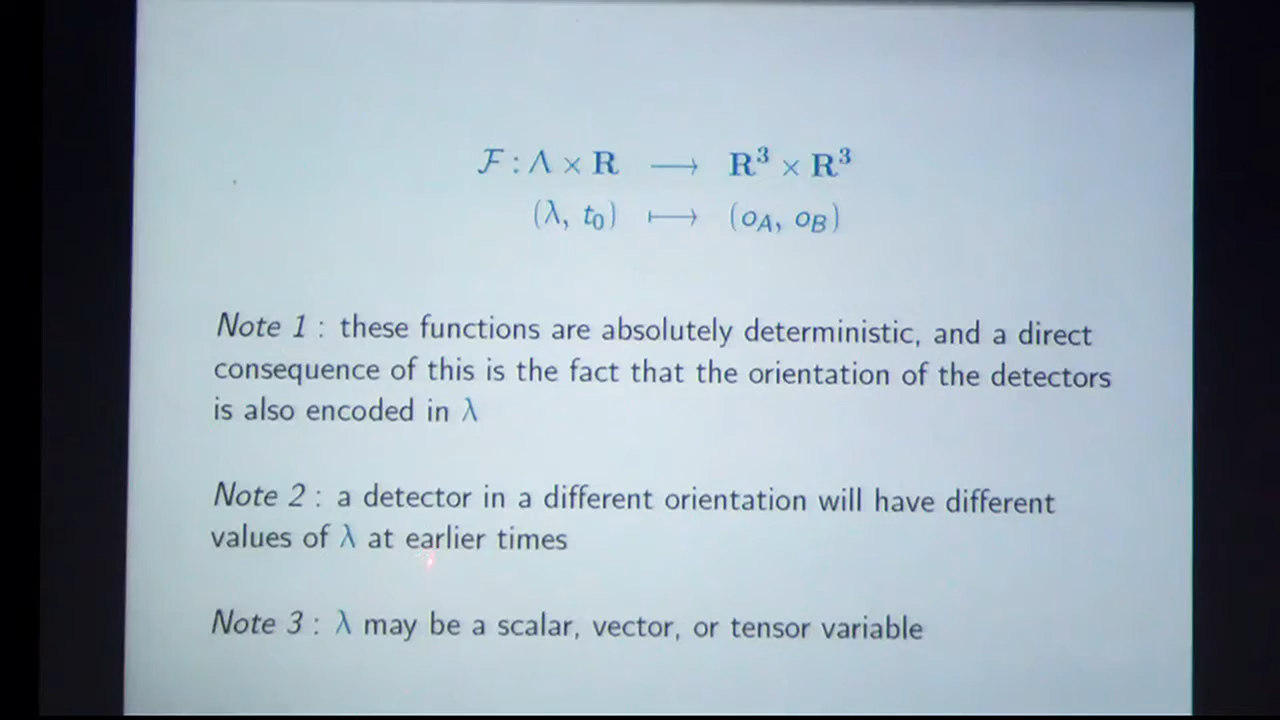 ℱ : Λ × R ⟶ R³ × R³
(λ, t₀) ⟼ (o_A, o_B)
Note 1 : these functions are absolutely deterministic, and a direct
consequence of this is the fact that the orientation of the detectors
is also encoded in λ
Note 2 : a detector in a different orientation will have different
values of λ at earlier times
Note 3 : λ may be a scalar, vector, or tensor variable